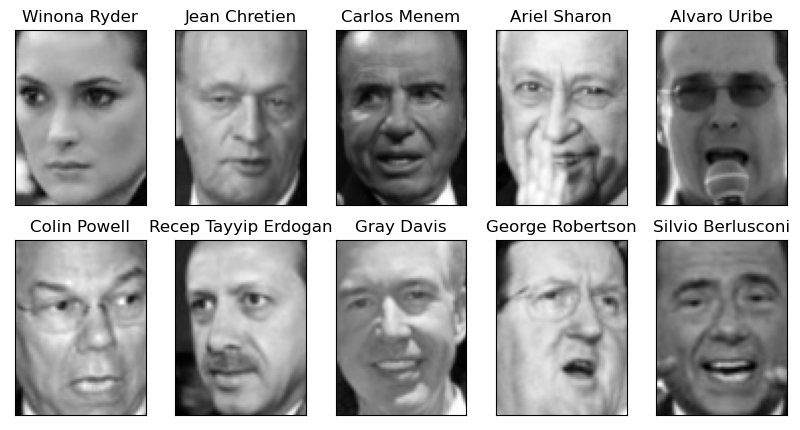 Winona Ryder
Jean Chretien
Carlos Menem
Ariel Sharon
Alvaro Uribe
Colin Powell
Recep Tayyip Erdogan
Gray Davis
George Robertson
Silvio Berlusconi